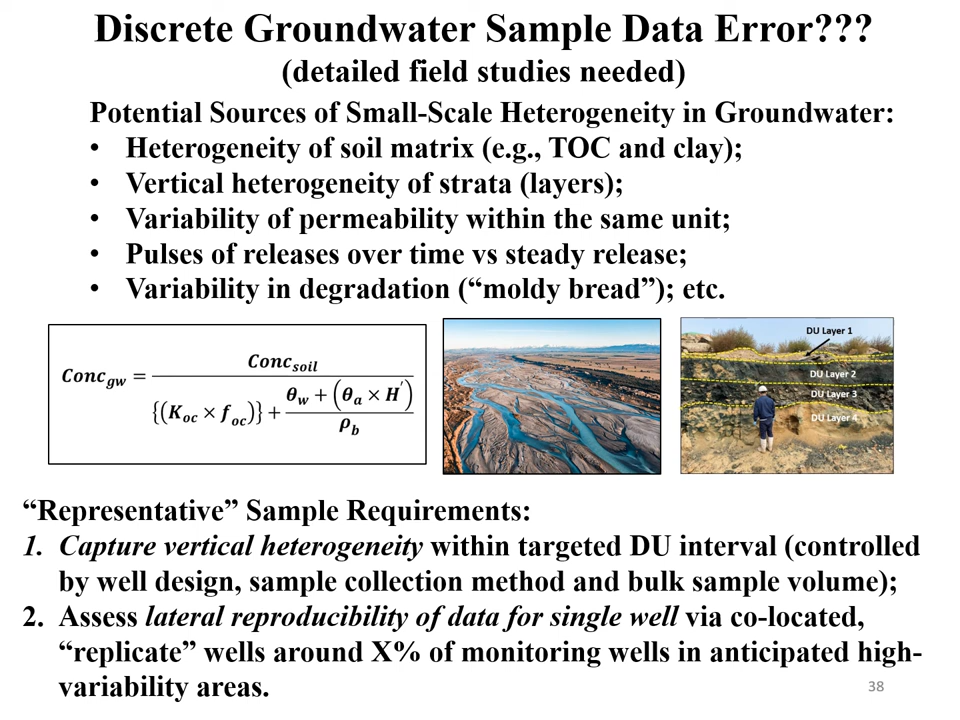 Discrete Groundwater Sample Data Error???
(detailed field studies needed)
Potential Sources of Small-Scale Heterogeneity in Groundwater:
• Heterogeneity of soil matrix (e.g., TOC and clay);
• Vertical heterogeneity of strata (layers);
• Variability of permeability within the same unit;
• Pulses of releases over time vs steady release;
• Variability in degradation (“moldy bread”); etc.
Conc_gw = Conc_soil / ({(K_oc × f_oc)} + (θ_w + (θ_a × H′)) / ρ_b)
DU Layer 1
DU Layer 2
DU Layer 3
DU Layer 4
“Representative” Sample Requirements:
1. Capture vertical heterogeneity within targeted DU interval (controlled
by well design, sample collection method and bulk sample volume);
2. Assess lateral reproducibility of data for single well via co-located,
“replicate” wells around X% of monitoring wells in anticipated high-
variability areas.
38